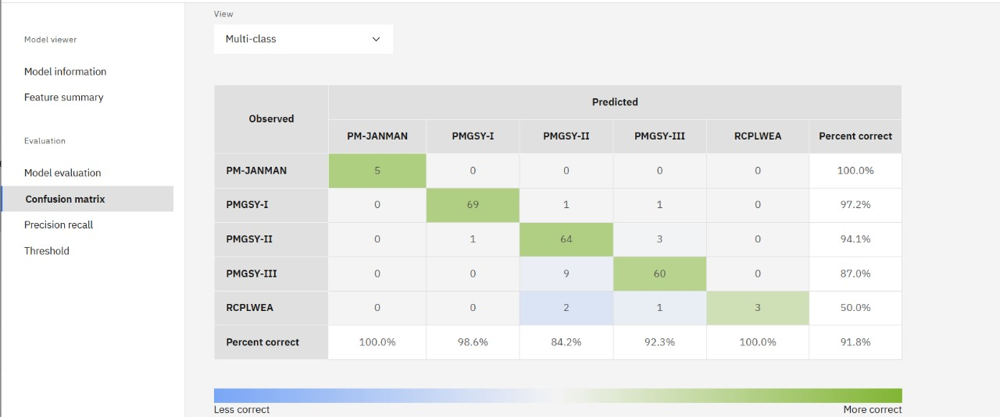 View
Multi-class
Model viewer
Model information
Feature summary
Evaluation
Model evaluation
Confusion matrix
Precision recall
Threshold
Observed Predicted
PM-JANMAN PMGSY-I PMGSY-II PMGSY-III RCPLWEA Percent correct
PM-JANMAN 5 0 0 0 0 100.0%
PMGSY-I 0 69 1 1 0 97.2%
PMGSY-II 0 1 64 3 0 94.1%
PMGSY-III 0 0 9 60 0 87.0%
RCPLWEA 0 0 2 1 3 50.0%
Percent correct 100.0% 98.6% 84.2% 92.3% 100.0% 91.8%
Less correct More correct